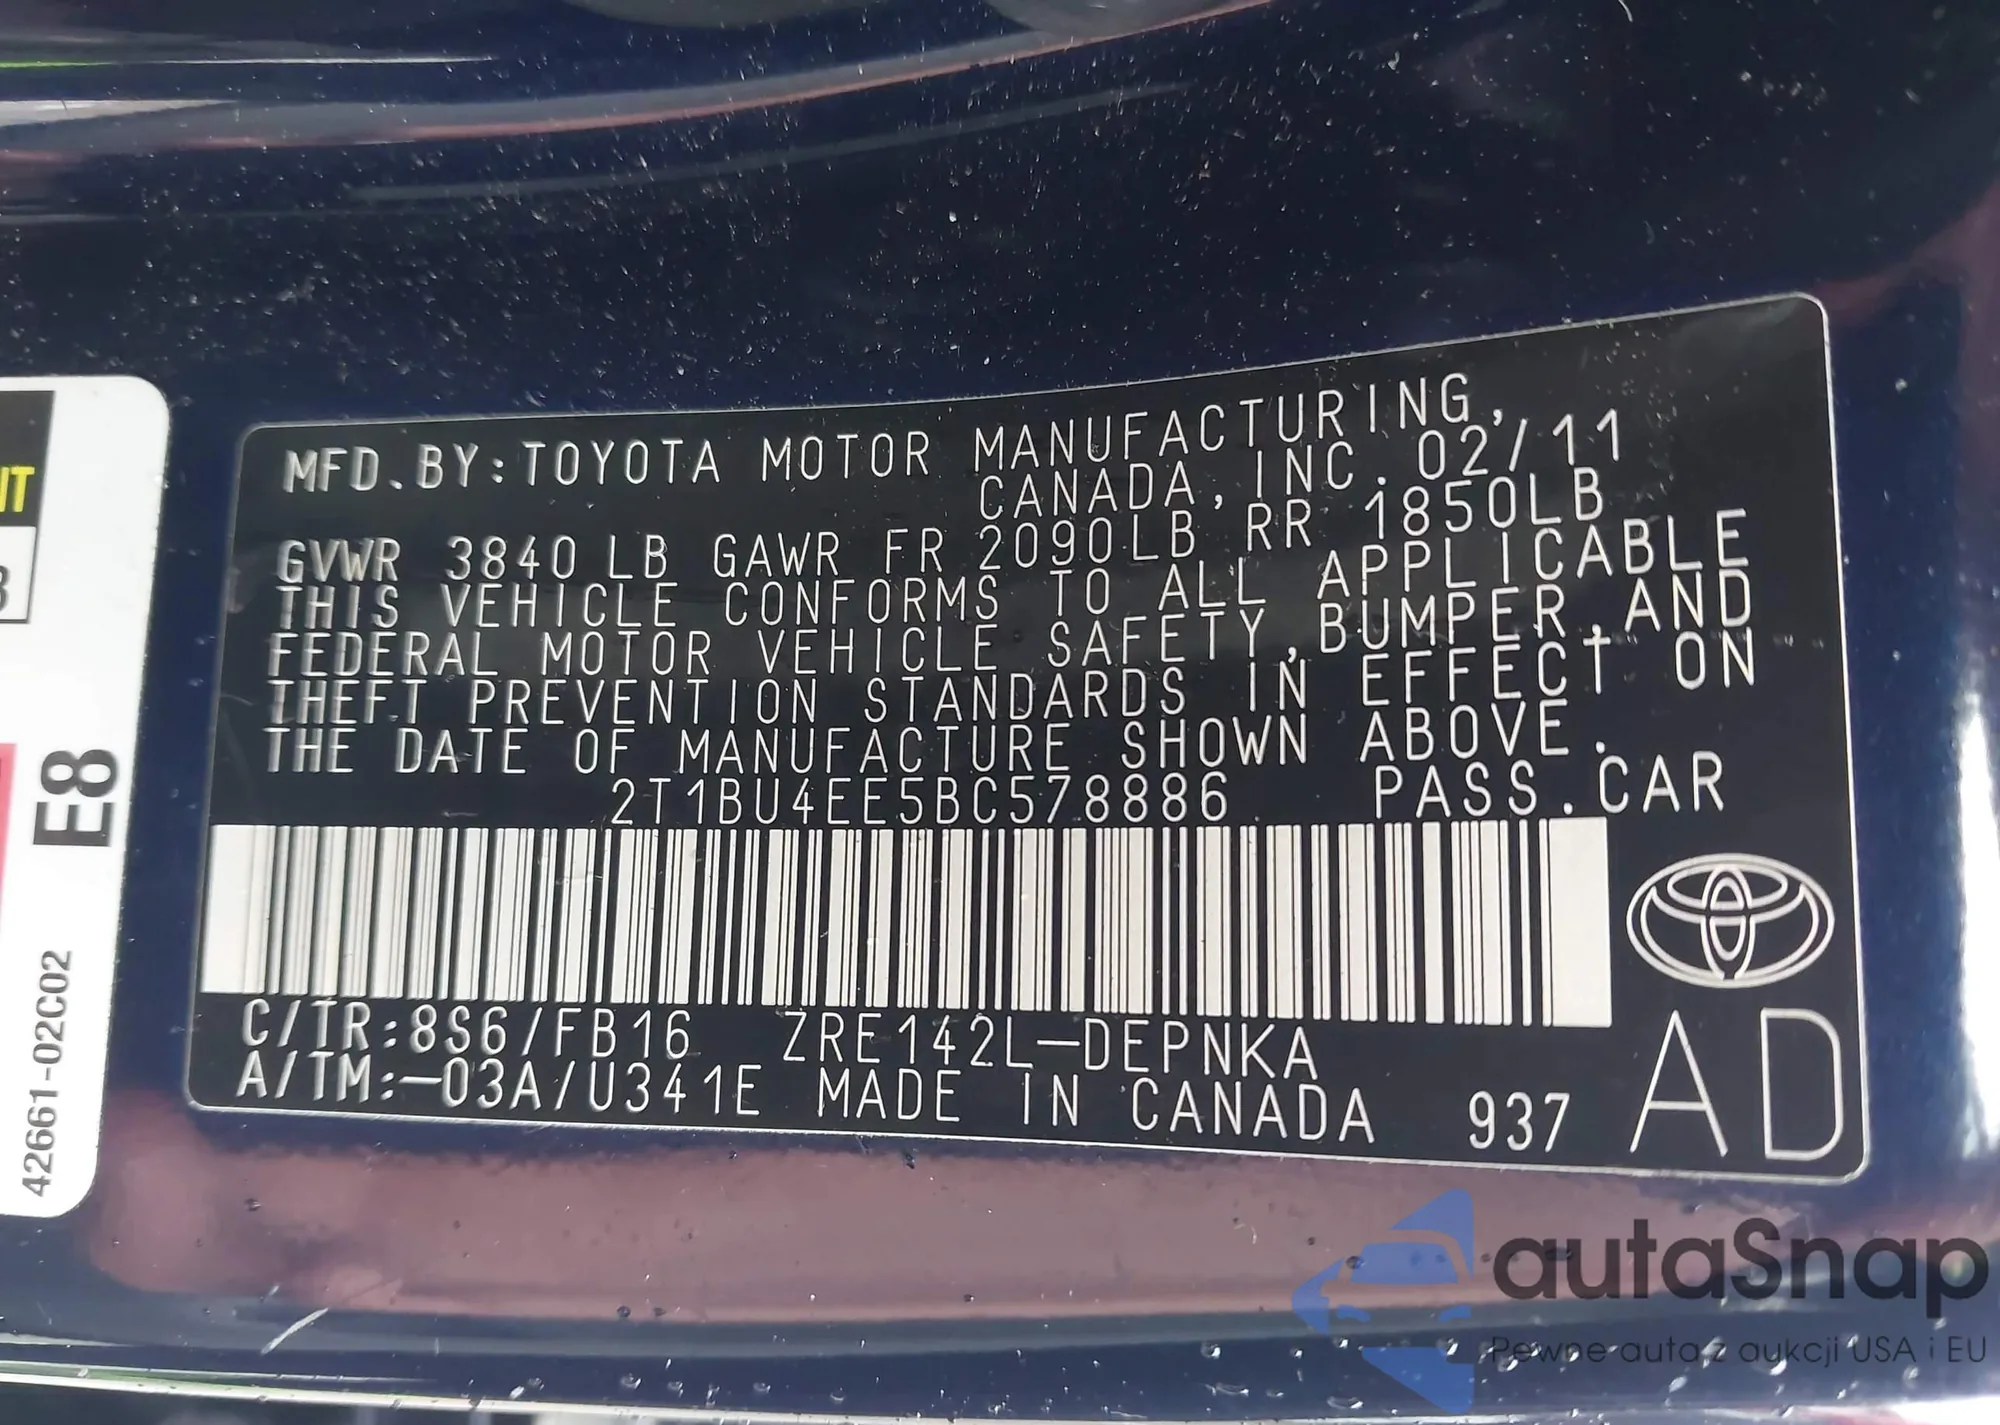 MFD.BY:TOYOTA MOTOR MANUFACTURING,
CANADA,INC. 02/11
GVWR 3840 LB GAWR FR 2090LB RR 1850LB
THIS VEHICLE CONFORMS TO ALL APPLICABLE
FEDERAL MOTOR VEHICLE SAFETY,BUMPER,AND
THEFT PREVENTION STANDARDS IN EFFECT ON
THE DATE OF MANUFACTURE SHOWN ABOVE.
2T1BU4EE5BC578886 PASS.CAR
C/TR:8S6/FB16 ZRE142L-DEPNKA
A/TM:-03A/U341E MADE IN CANADA 937
AD
E8
42661-02C02
autaSnap
Pewne auta z aukcji USA i EU